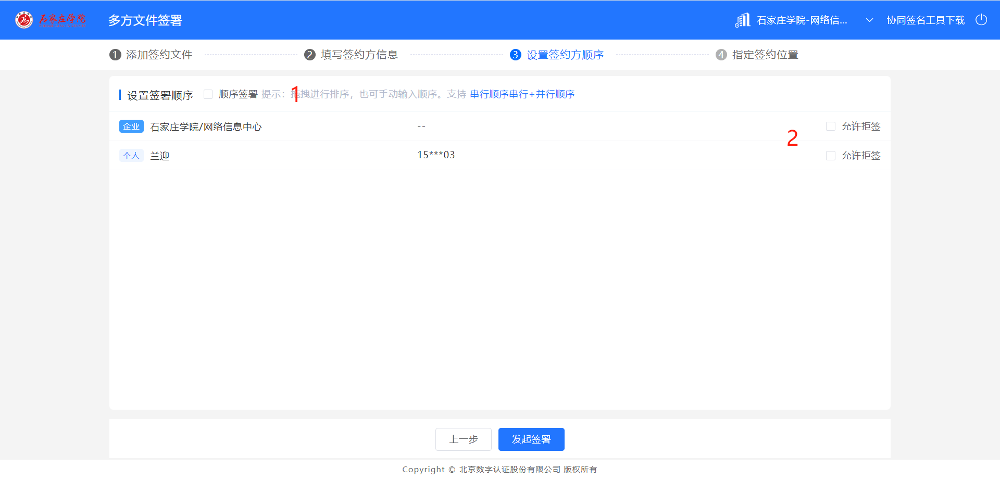 石家庄学院 多方文件签署 石家庄学院-网络信... 协同签名工具下载
1 添加签约文件 2 填写签约方信息 3 设置签约方顺序 4 指定签约位置
设置签署顺序 顺序签署 提示：拖拽进行排序，也可手动输入顺序。支持 串行顺序串行+并行顺序
1
企业 石家庄学院/网络信息中心 -- 允许拒签
2
个人 兰迎 15***03 允许拒签
上一步 发起签署
Copyright © 北京数字认证股份有限公司 版权所有